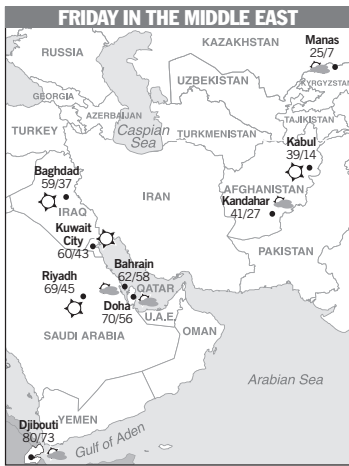 FRIDAY IN THE MIDDLE EAST
KAZAKHSTAN
Manas
25/7
RUSSIA
UZBEKISTAN
KYRGYZSTAN
GEORGIA
AZERBAIJAN
TAJIKISTAN
TURKEY
Caspian
Sea
TURKMENISTAN
Kabul
39/14
Baghdad
59/37
IRAN
AFGHANISTAN
Kandahar
41/27
IRAQ
Kuwait
City
60/43
PAKISTAN
Bahrain
62/58
Riyadh
69/45
QATAR
Doha
70/56
U.A.E.
SAUDI ARABIA
OMAN
Arabian Sea
YEMEN
Djibouti
80/73
Gulf of Aden